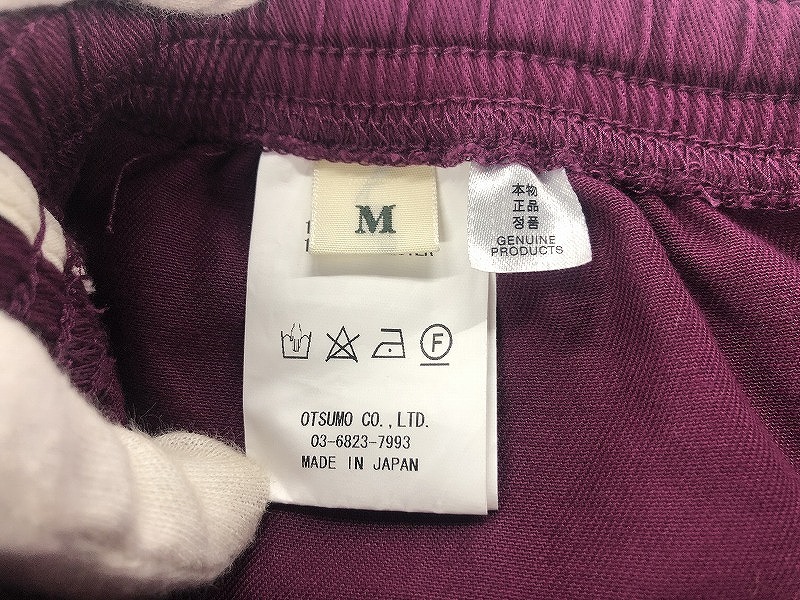 M
本物
正品
정품
GENUINE
PRODUCTS
F
OTSUMO CO.,LTD.
03-6823-7993
MADE IN JAPAN